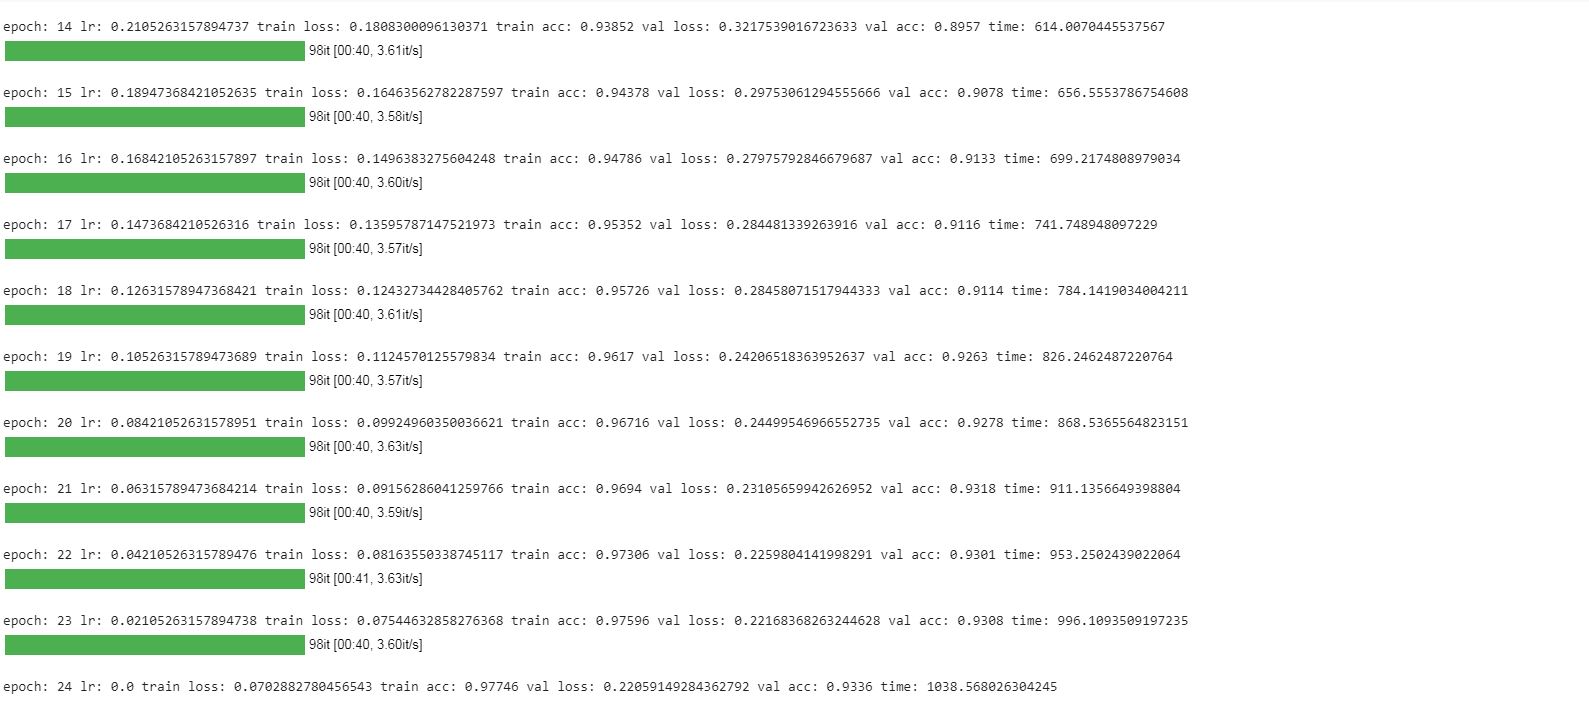 epoch: 14 lr: 0.2105263157894737 train loss: 0.1808300096130371 train acc: 0.93852 val loss: 0.3217539016723633 val acc: 0.8957 time: 614.0070445537567
98it [00:40, 3.61it/s]
epoch: 15 lr: 0.18947368421052635 train loss: 0.16463562782287597 train acc: 0.94378 val loss: 0.29753061294555666 val acc: 0.9078 time: 656.5553786754608
98it [00:40, 3.58it/s]
epoch: 16 lr: 0.16842105263157897 train loss: 0.1496383275604248 train acc: 0.94786 val loss: 0.27975792846679687 val acc: 0.9133 time: 699.2174808979034
98it [00:40, 3.60it/s]
epoch: 17 lr: 0.1473684210526316 train loss: 0.13595787147521973 train acc: 0.95352 val loss: 0.284481339263916 val acc: 0.9116 time: 741.748948097229
98it [00:40, 3.57it/s]
epoch: 18 lr: 0.12631578947368421 train loss: 0.12432734428405762 train acc: 0.95726 val loss: 0.28458071517944333 val acc: 0.9114 time: 784.1419034004211
98it [00:40, 3.61it/s]
epoch: 19 lr: 0.10526315789473689 train loss: 0.1124570125579834 train acc: 0.9617 val loss: 0.24206518363952637 val acc: 0.9263 time: 826.2462487220764
98it [00:40, 3.57it/s]
epoch: 20 lr: 0.08421052631578951 train loss: 0.09924960350036621 train acc: 0.96716 val loss: 0.24499546966552735 val acc: 0.9278 time: 868.5365564823151
98it [00:40, 3.63it/s]
epoch: 21 lr: 0.06315789473684214 train loss: 0.09156286041259766 train acc: 0.9694 val loss: 0.23105659942626952 val acc: 0.9318 time: 911.1356649398804
98it [00:40, 3.59it/s]
epoch: 22 lr: 0.04210526315789476 train loss: 0.08163550338745117 train acc: 0.97306 val loss: 0.2259804141998291 val acc: 0.9301 time: 953.2502439022064
98it [00:41, 3.63it/s]
epoch: 23 lr: 0.02105263157894738 train loss: 0.07544632858276368 train acc: 0.97596 val loss: 0.22168368263244628 val acc: 0.9308 time: 996.1093509197235
98it [00:40, 3.60it/s]
epoch: 24 lr: 0.0 train loss: 0.0702882780456543 train acc: 0.97746 val loss: 0.22059149284362792 val acc: 0.9336 time: 1038.568026304245